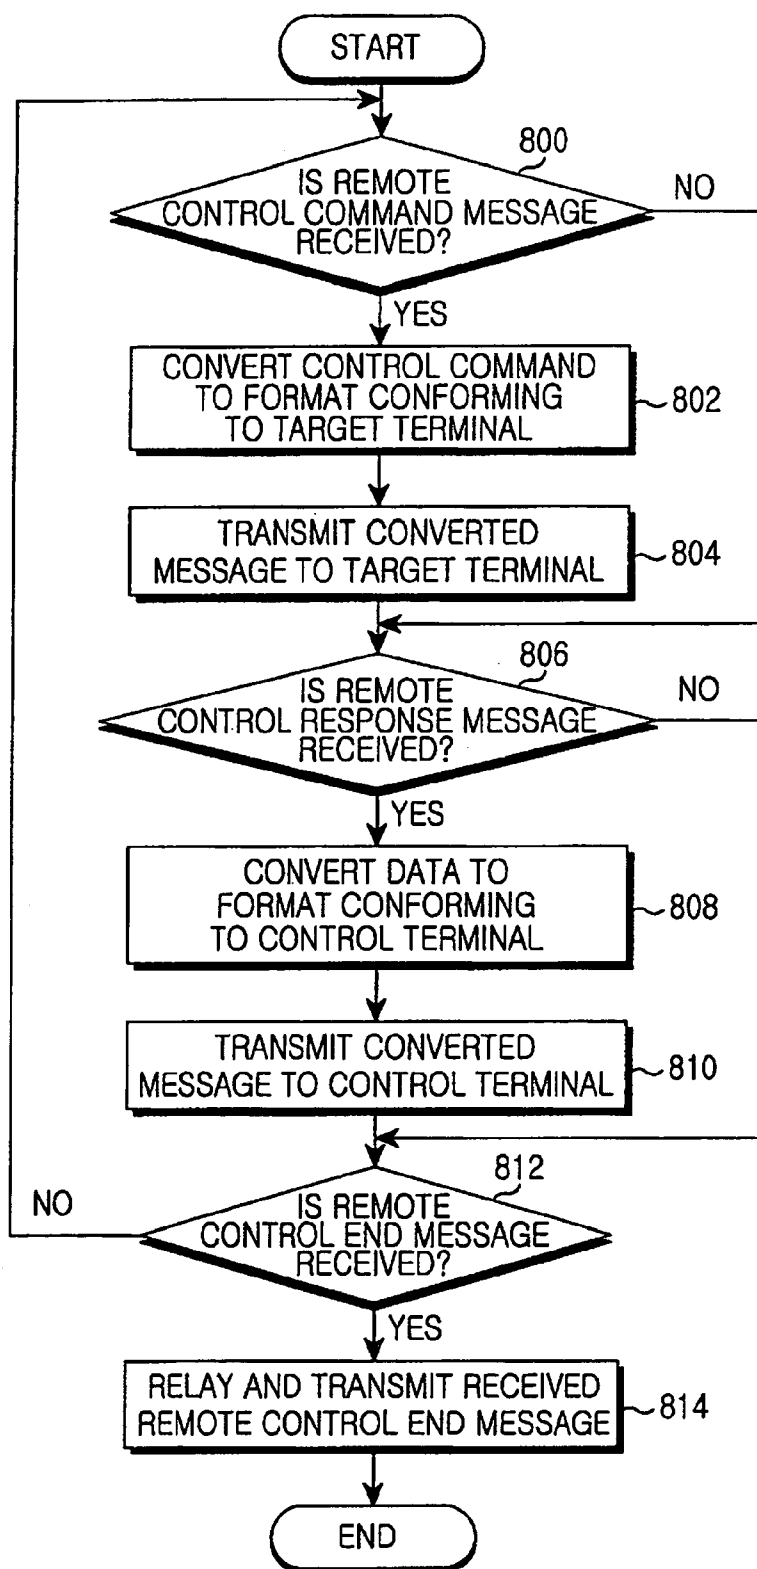 START
800
IS REMOTE
CONTROL COMMAND MESSAGE
RECEIVED?
NO
YES
CONVERT CONTROL COMMAND
TO FORMAT CONFORMING
TO TARGET TERMINAL
802
TRANSMIT CONVERTED
MESSAGE TO TARGET TERMINAL
804
806
IS REMOTE
CONTROL RESPONSE MESSAGE
RECEIVED?
NO
YES
CONVERT DATA TO
FORMAT CONFORMING
TO CONTROL TERMINAL
808
TRANSMIT CONVERTED
MESSAGE TO CONTROL TERMINAL
810
812
IS REMOTE
CONTROL END MESSAGE
RECEIVED?
NO
YES
RELAY AND TRANSMIT RECEIVED
REMOTE CONTROL END MESSAGE
814
END